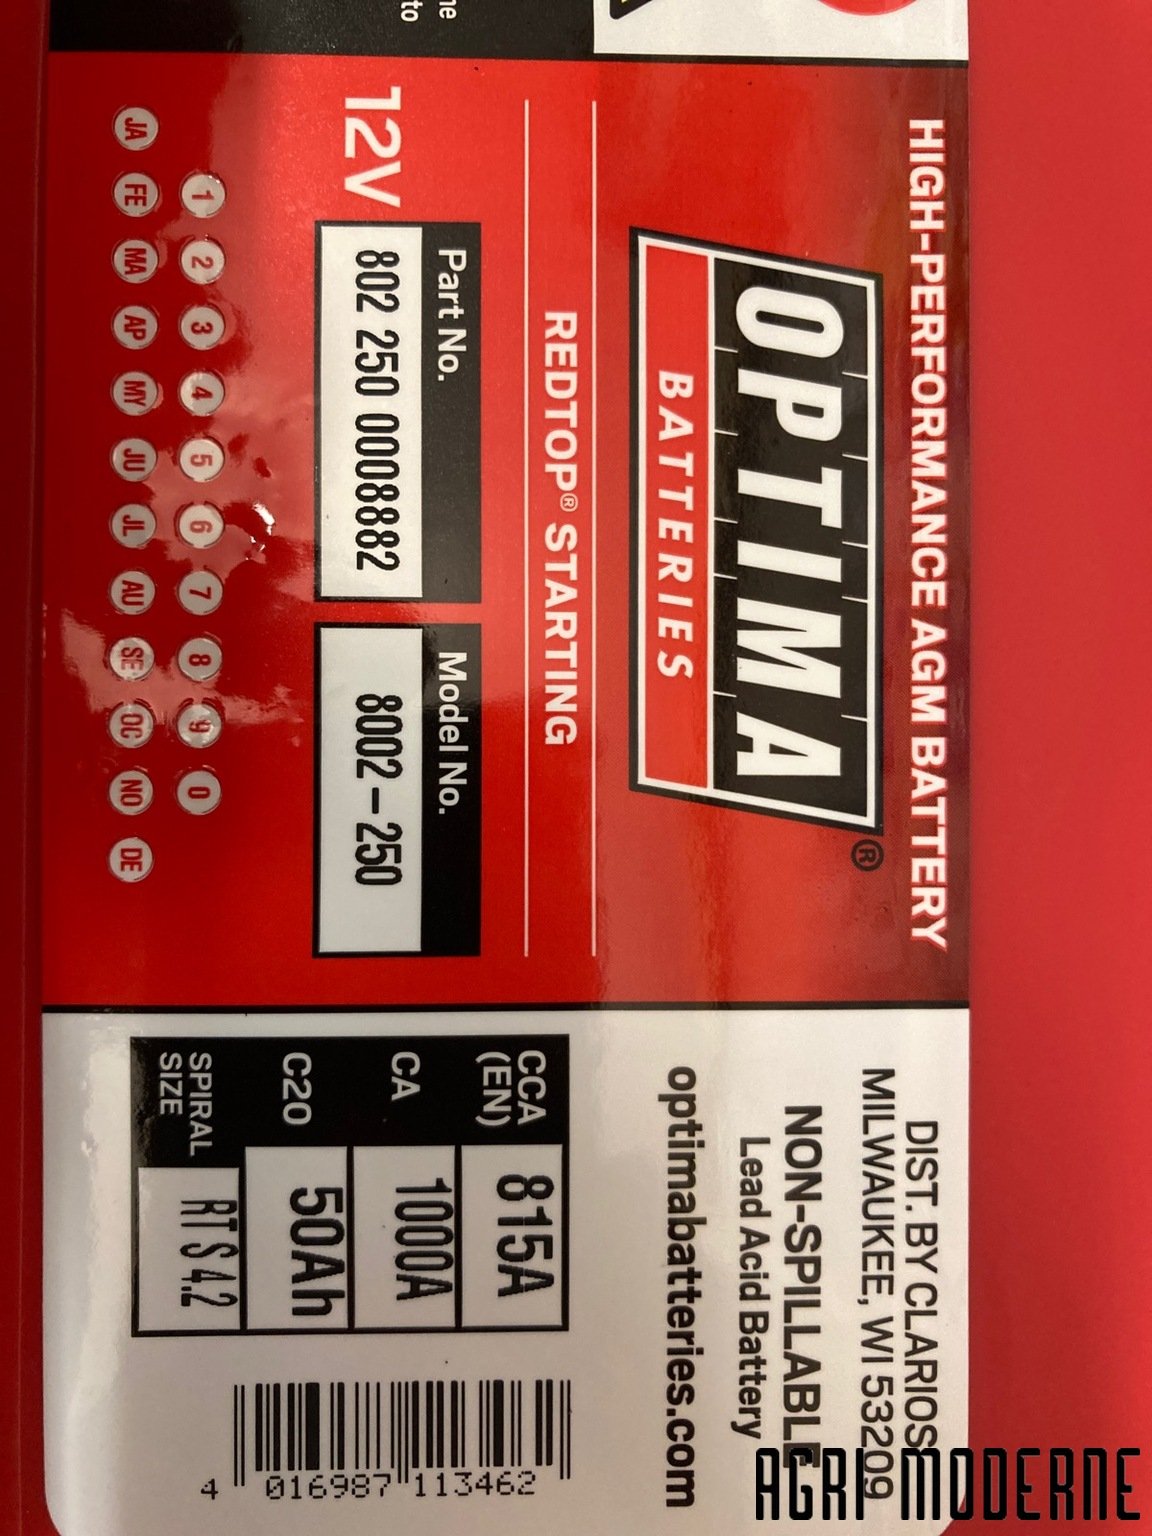 HIGH-PERFORMANCE AGM BATTERY
OPTIMA®
BATTERIES
REDTOP® STARTING
12V
Part No.
802 250 0008882
Model No.
8002-250
1 2 3 4 5 6 7 8 9 0
JA FE MA AP MY JU JL AU SE OC NO DE
DIST. BY CLARIOS
MILWAUKEE, WI 53209
NON-SPILLABLE
Lead Acid Battery
optimabatteries.com
CCA (EN) 815A
CA 1000A
C20 50Ah
SPIRAL SIZE RT S 4.2
4 016987 113462
to
AGRI MODERNE